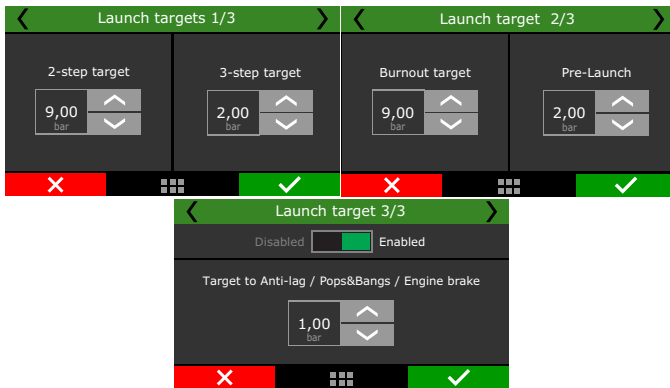 Launch targets 1/3
2-step target
9,00
bar
3-step target
2,00
bar
Launch target 2/3
Burnout target
9,00
bar
Pre-Launch
2,00
bar
Launch target 3/3
Disabled Enabled
Target to Anti-lag / Pops&Bangs / Engine brake
1,00
bar